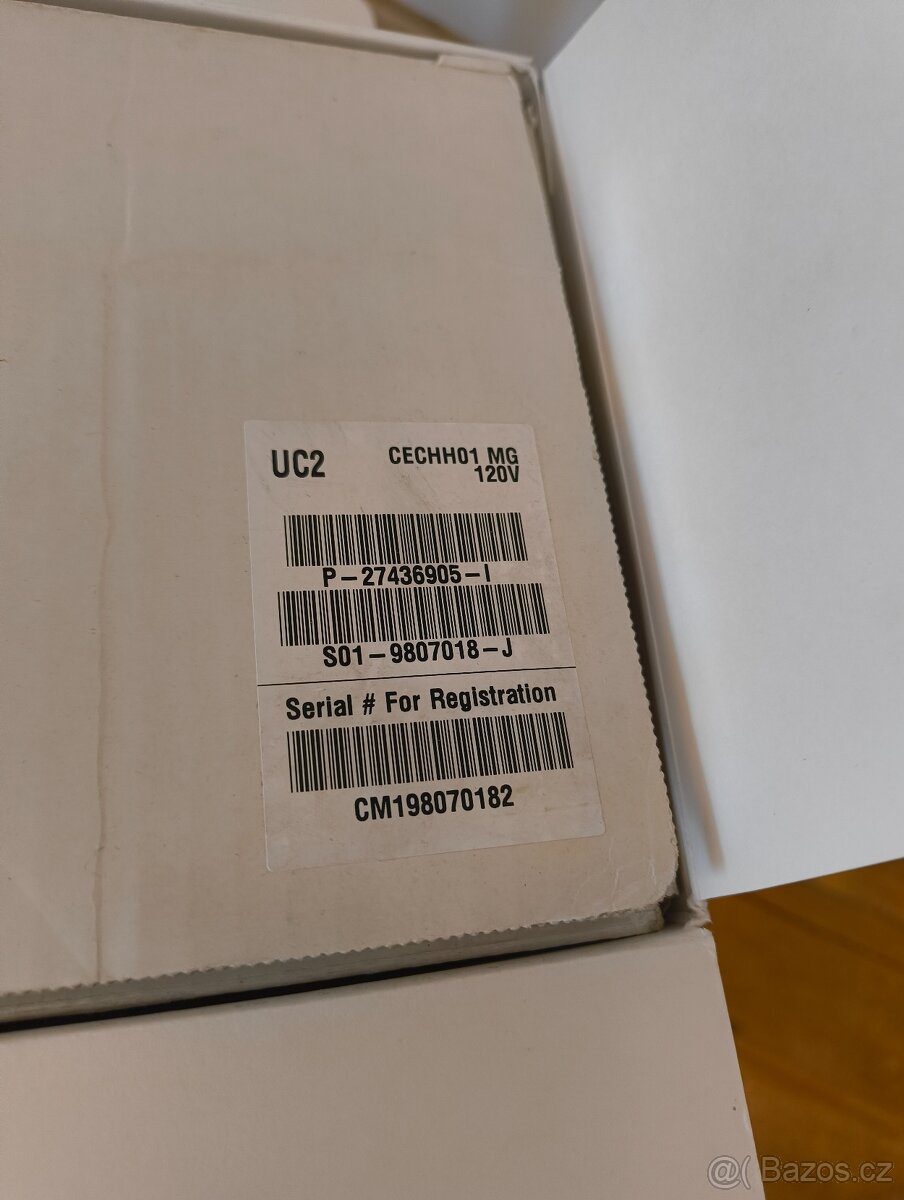 UC2
CECHH01 MG
120V
P-27436905-I
S01-9807018-J
Serial # For Registration
CM198070182
@( Bazos.cz